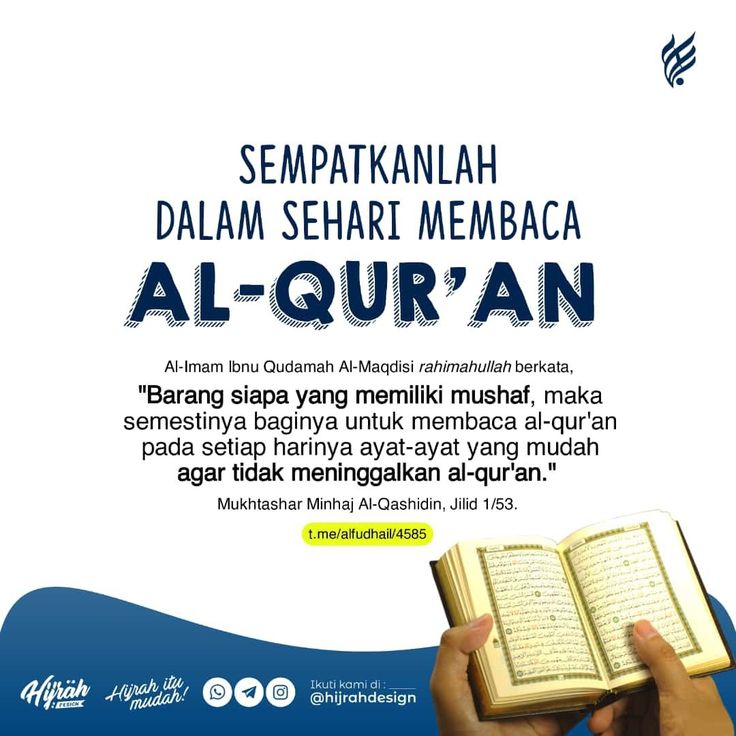 SEMPATKANLAH
DALAM SEHARI MEMBACA
AL-QUR'AN
Al-Imam Ibnu Qudamah Al-Maqdisi rahimahullah berkata,
"Barang siapa yang memiliki mushaf, maka
semestinya baginya untuk membaca al-qur'an
pada setiap harinya ayat-ayat yang mudah
agar tidak meninggalkan al-qur'an."
Mukhtashar Minhaj Al-Qashidin, Jilid 1/53.
t.me/alfudhail/4585
Hijrah
Hijrah itu
mudah!
Ikuti kami di :
@hijrahdesign